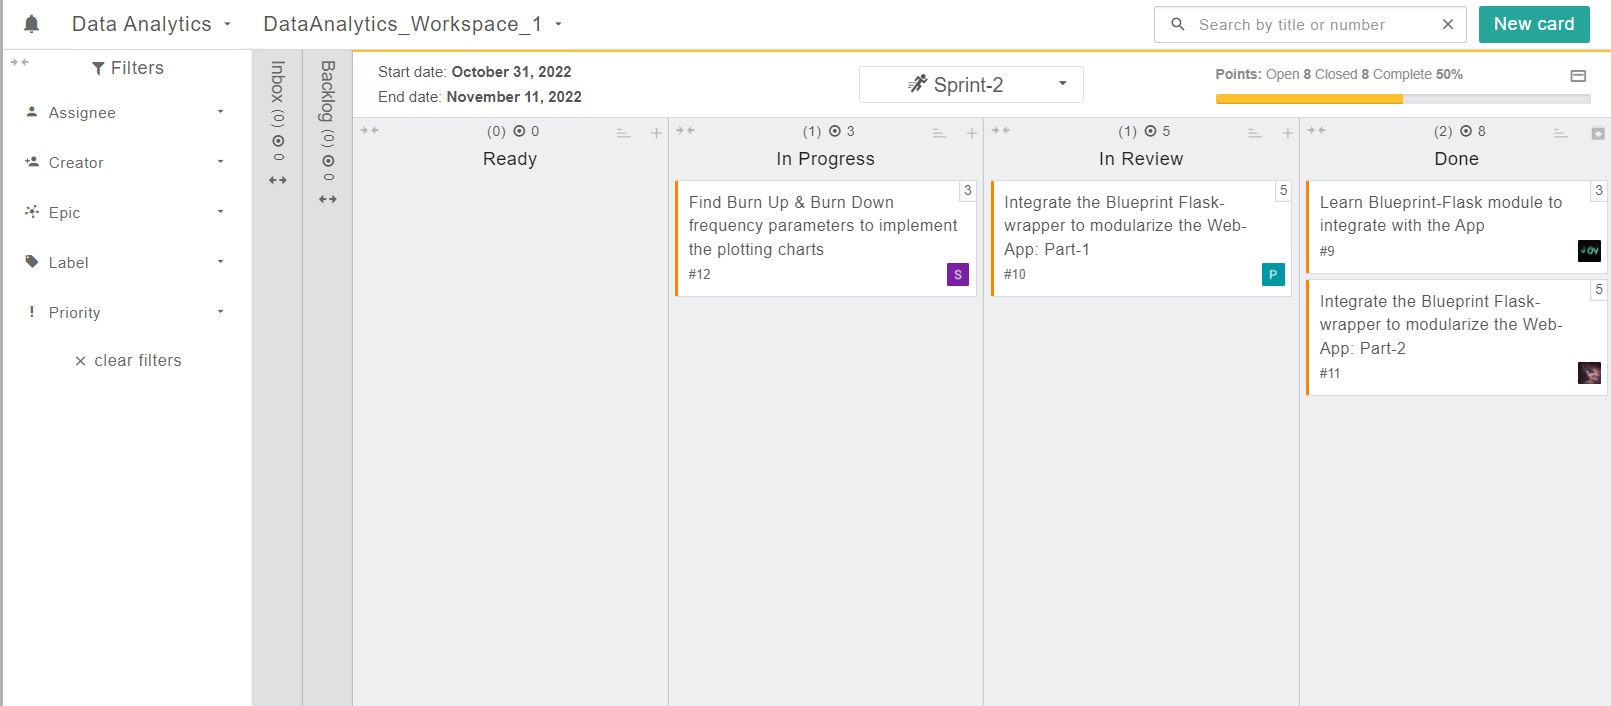 Data Analytics
DataAnalytics_Workspace_1
Search by title or number
New card
Filters
Assignee
Creator
Epic
Label
Priority
clear filters
Inbox (0) 0
Backlog (0) 0
Start date: October 31, 2022
End date: November 11, 2022
Sprint-2
Points: Open 8 Closed 8 Complete 50%
(0) 0
Ready
(1) 3
In Progress
3
Find Burn Up & Burn Down
frequency parameters to implement
the plotting charts
#12
S
(1) 5
In Review
5
Integrate the Blueprint Flask-
wrapper to modularize the Web-
App: Part-1
#10
P
(2) 8
Done
3
Learn Blueprint-Flask module to
integrate with the App
#9
JOY
5
Integrate the Blueprint Flask-
wrapper to modularize the Web-
App: Part-2
#11